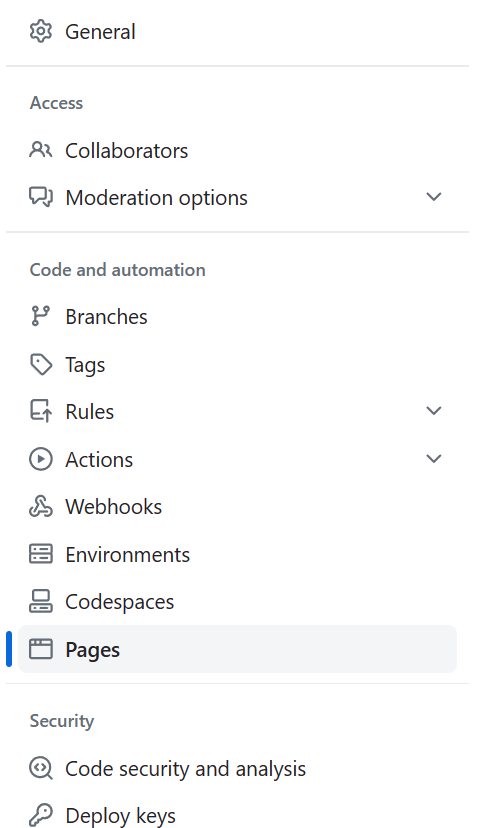 General
Access
Collaborators
Moderation options
Code and automation
Branches
Tags
Rules
Actions
Webhooks
Environments
Codespaces
Pages
Security
Code security and analysis
Deploy keys